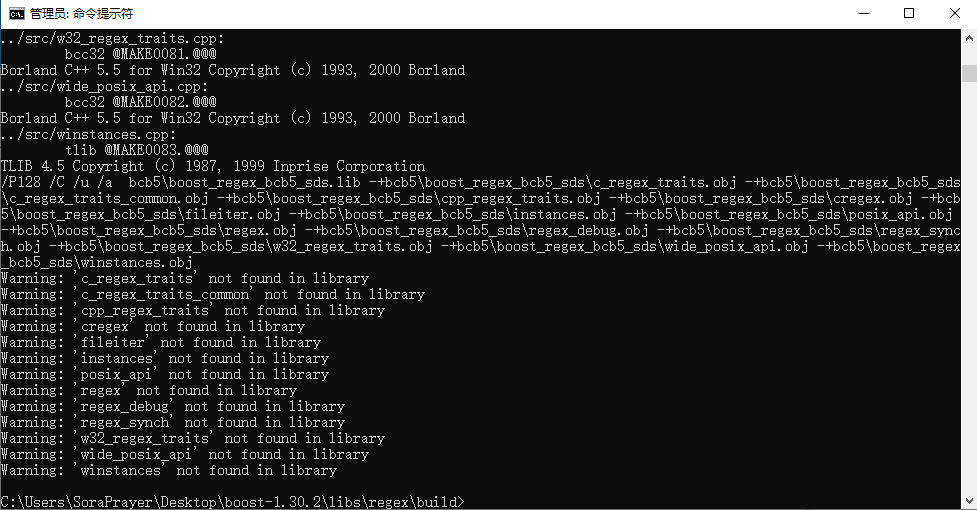 管理员: 命令提示符
../src/w32_regex_traits.cpp:
        bcc32 @MAKE0081.@@@
Borland C++ 5.5 for Win32 Copyright (c) 1993, 2000 Borland
../src/wide_posix_api.cpp:
        bcc32 @MAKE0082.@@@
Borland C++ 5.5 for Win32 Copyright (c) 1993, 2000 Borland
../src/winstances.cpp:
        tlib @MAKE0083.@@@
TLIB 4.5 Copyright (c) 1987, 1999 Inprise Corporation
/P128 /C /u /a  bcb5\boost_regex_bcb5_sds.lib -+bcb5\boost_regex_bcb5_sds\c_regex_traits.obj -+bcb5\boost_regex_bcb5_sds
\c_regex_traits_common.obj -+bcb5\boost_regex_bcb5_sds\cpp_regex_traits.obj -+bcb5\boost_regex_bcb5_sds\cregex.obj -+bcb
5\boost_regex_bcb5_sds\fileiter.obj -+bcb5\boost_regex_bcb5_sds\instances.obj -+bcb5\boost_regex_bcb5_sds\posix_api.obj
-+bcb5\boost_regex_bcb5_sds\regex.obj -+bcb5\boost_regex_bcb5_sds\regex_debug.obj -+bcb5\boost_regex_bcb5_sds\regex_sync
h.obj -+bcb5\boost_regex_bcb5_sds\w32_regex_traits.obj -+bcb5\boost_regex_bcb5_sds\wide_posix_api.obj -+bcb5\boost_regex
_bcb5_sds\winstances.obj
Warning: 'c_regex_traits' not found in library
Warning: 'c_regex_traits_common' not found in library
Warning: 'cpp_regex_traits' not found in library
Warning: 'cregex' not found in library
Warning: 'fileiter' not found in library
Warning: 'instances' not found in library
Warning: 'posix_api' not found in library
Warning: 'regex' not found in library
Warning: 'regex_debug' not found in library
Warning: 'regex_synch' not found in library
Warning: 'w32_regex_traits' not found in library
Warning: 'wide_posix_api' not found in library
Warning: 'winstances' not found in library
C:\Users\SoraPrayer\Desktop\boost-1.30.2\libs\regex\build>